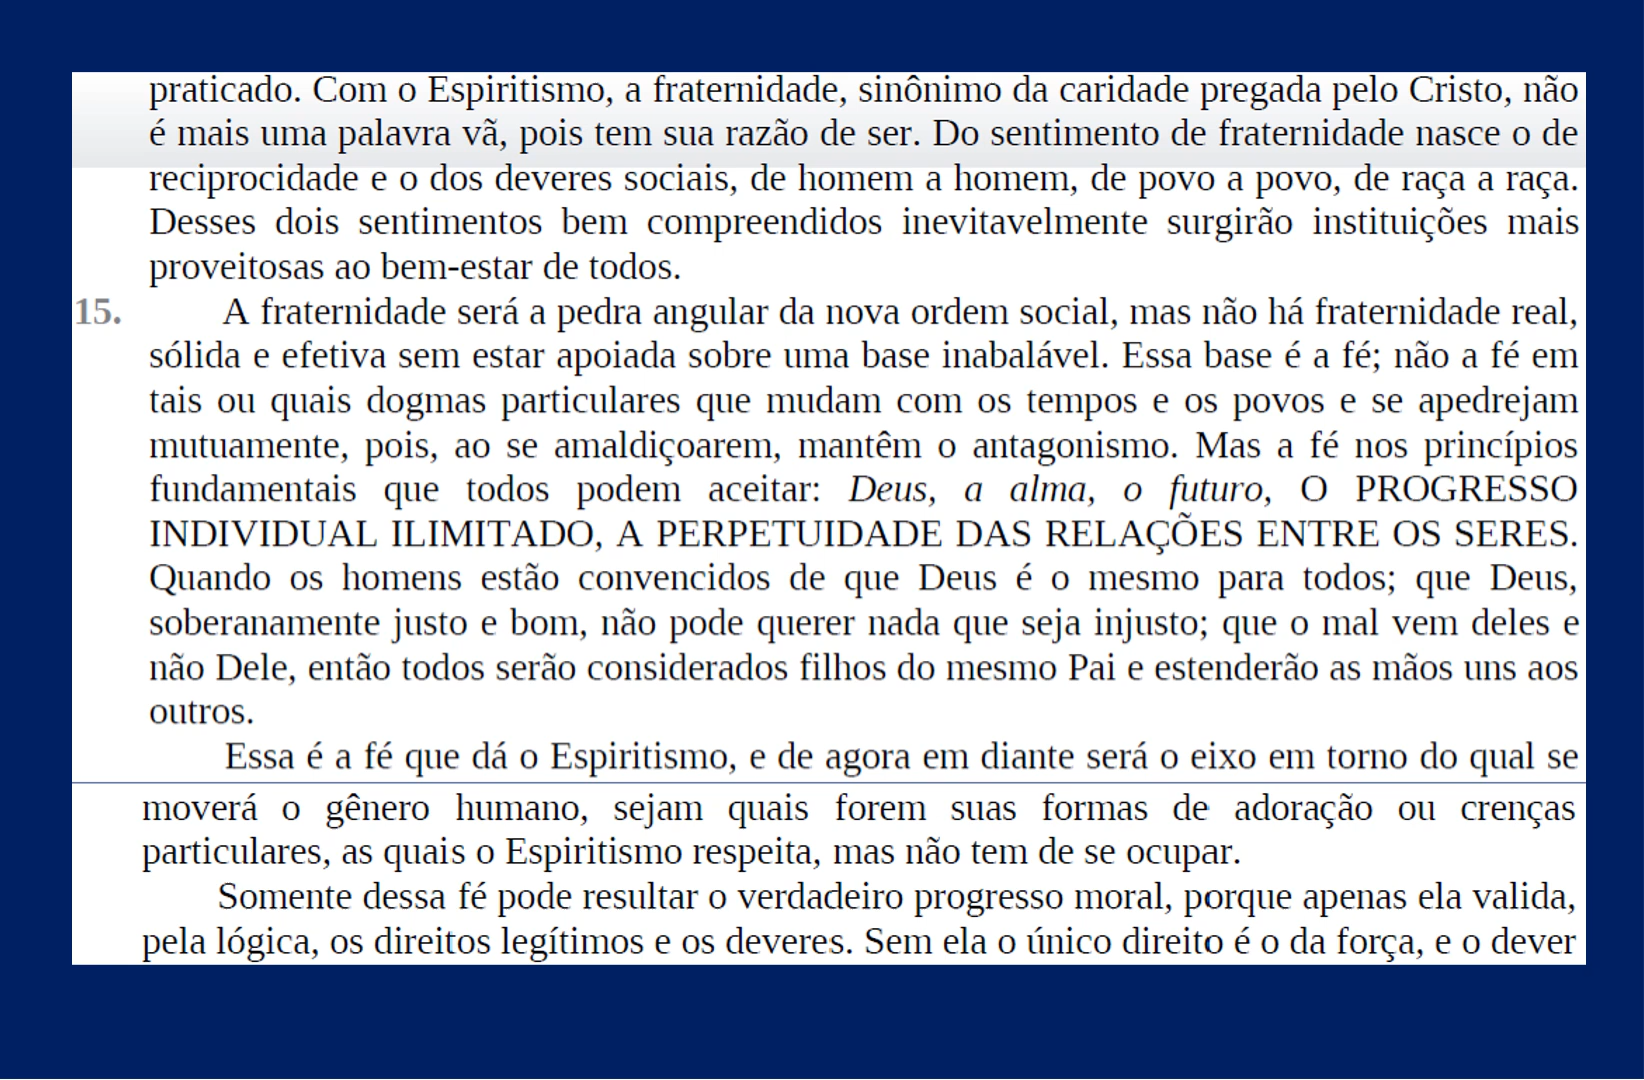 praticado. Com o Espiritismo, a fraternidade, sinônimo da caridade pregada pelo Cristo, não
é mais uma palavra vã, pois tem sua razão de ser. Do sentimento de fraternidade nasce o de
reciprocidade e o dos deveres sociais, de homem a homem, de povo a povo, de raça a raça.
Desses dois sentimentos bem compreendidos inevitavelmente surgirão instituições mais
proveitosas ao bem-estar de todos.
15. A fraternidade será a pedra angular da nova ordem social, mas não há fraternidade real,
sólida e efetiva sem estar apoiada sobre uma base inabalável. Essa base é a fé; não a fé em
tais ou quais dogmas particulares que mudam com os tempos e os povos e se apedrejam
mutuamente, pois, ao se amaldiçoarem, mantêm o antagonismo. Mas a fé nos princípios
fundamentais que todos podem aceitar: Deus, a alma, o futuro, O PROGRESSO
INDIVIDUAL ILIMITADO, A PERPETUIDADE DAS RELAÇÕES ENTRE OS SERES.
Quando os homens estão convencidos de que Deus é o mesmo para todos; que Deus,
soberanamente justo e bom, não pode querer nada que seja injusto; que o mal vem deles e
não Dele, então todos serão considerados filhos do mesmo Pai e estenderão as mãos uns aos
outros.
Essa é a fé que dá o Espiritismo, e de agora em diante será o eixo em torno do qual se
moverá o gênero humano, sejam quais forem suas formas de adoração ou crenças
particulares, as quais o Espiritismo respeita, mas não tem de se ocupar.
Somente dessa fé pode resultar o verdadeiro progresso moral, porque apenas ela valida,
pela lógica, os direitos legítimos e os deveres. Sem ela o único direito é o da força, e o dever